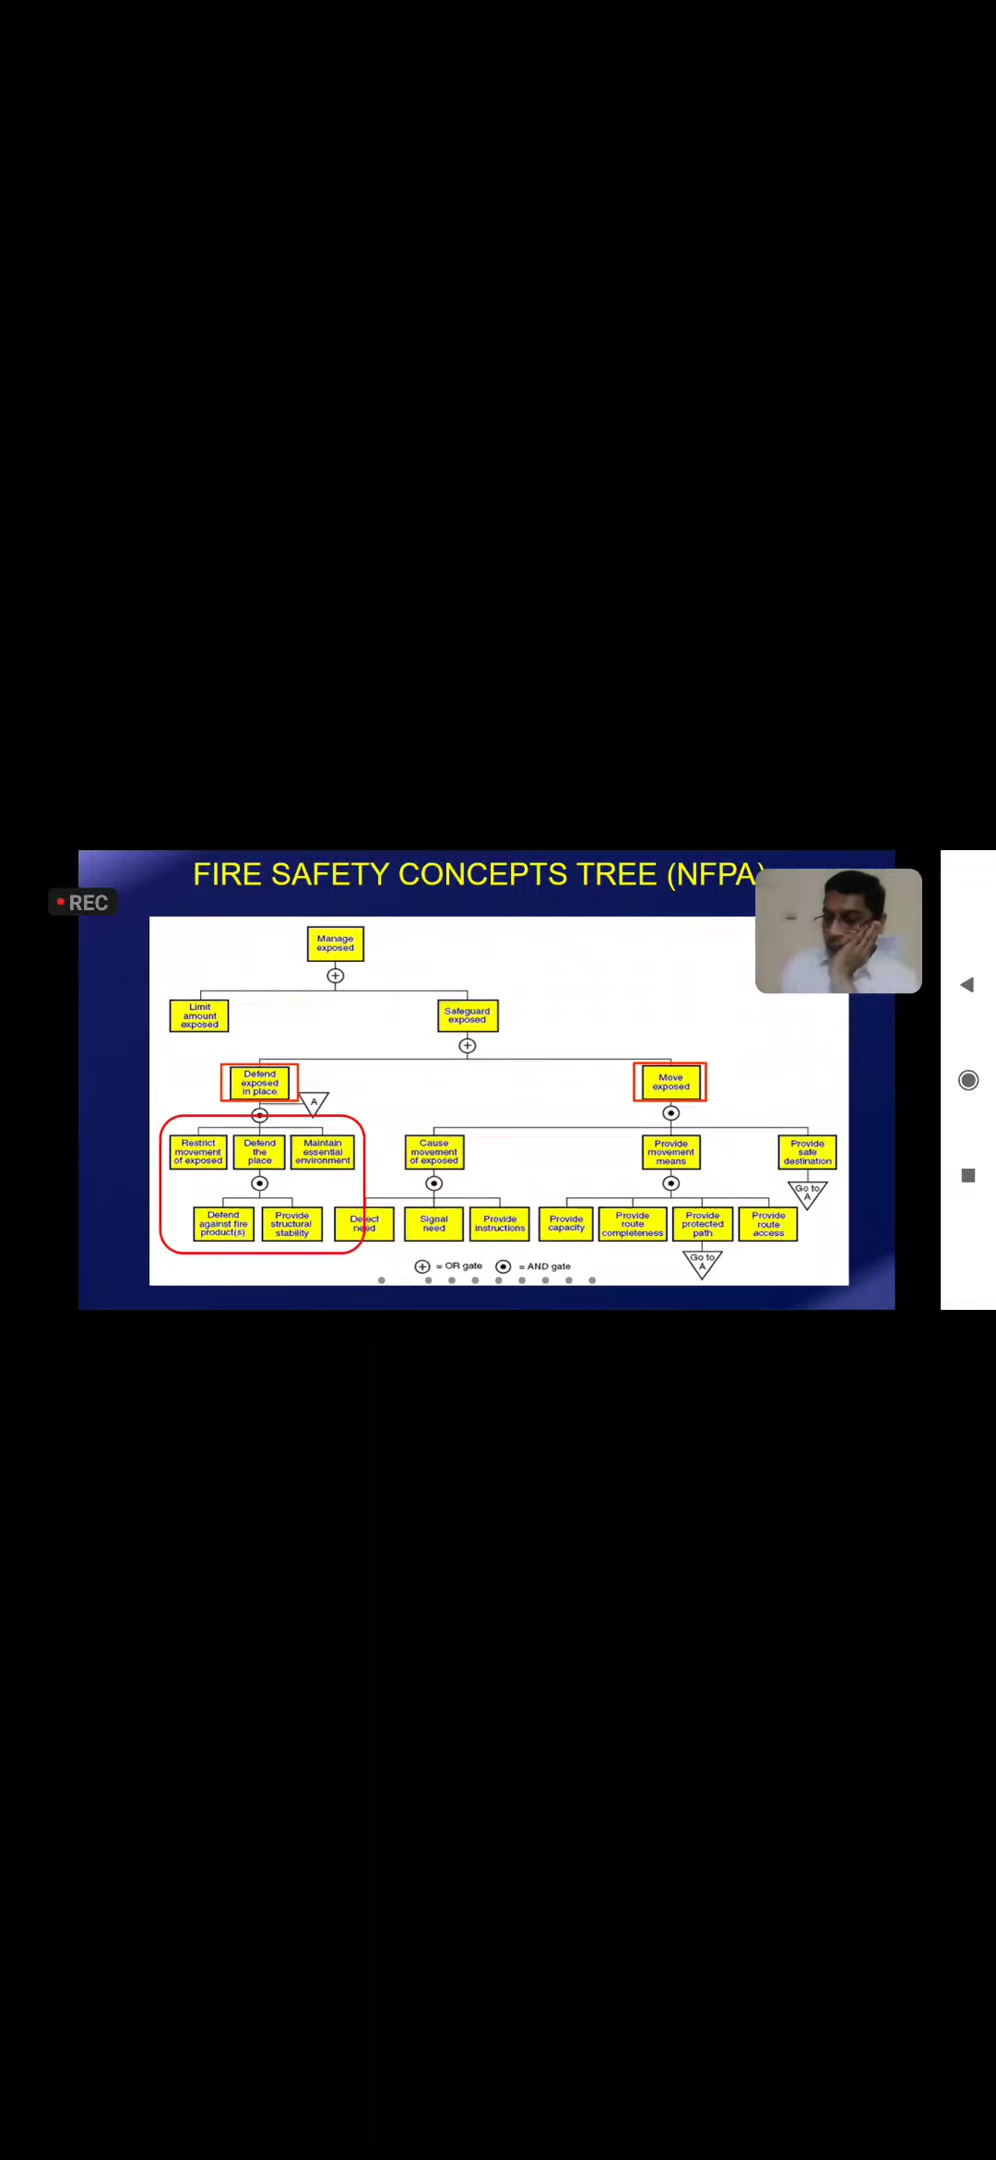 FIRE SAFETY CONCEPTS TREE (NFPA)
REC
Manage
exposed
Limit
amount
exposed
Safeguard
exposed
Defend
exposed
in place
A
Move
exposed
Restrict
movement
of exposed
Defend
the
place
Maintain
essential
environment
Cause
movement
of exposed
Provide
movement
means
Provide
safe
destination
Go to
A
Defend
against fire
product(s)
Provide
structural
stability
Detect
need
Signal
need
Provide
instructions
Provide
capacity
Provide
route
completeness
Provide
protected
path
Provide
route
access
Go to
A
= OR gate
= AND gate